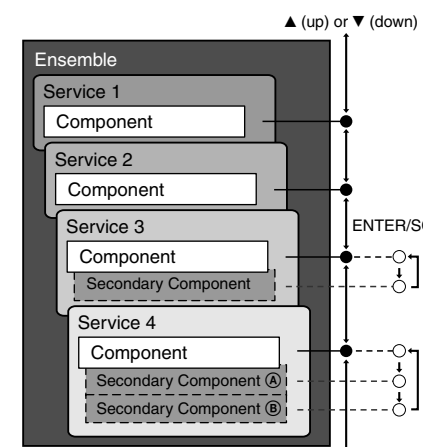 ▲ (up) or ▼ (down)
Ensemble
Service 1
Component
Service 2
Component
Service 3
ENTER/S
Component
Secondary Component
Service 4
Component
Secondary Component Ⓐ
Secondary Component Ⓑ